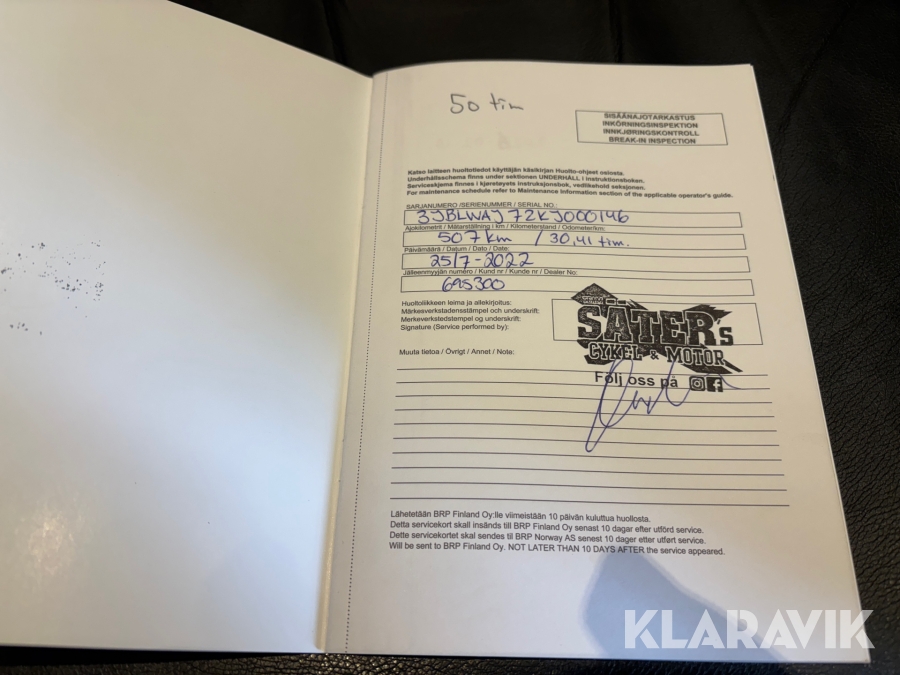 50 tim
SISÄÄNAJOTARKASTUS
INKÖRNINGSINSPEKTION
INNKJØRINGSKONTROLL
BREAK-IN INSPECTION
Katso laitteen huoltotiedot käyttäjän käsikirjan Huolto-ohjeet osiosta.
Underhållsschema finns under sektionen UNDERHÅLL i instruktionsboken.
Serviceskjema finnes i kjøretøyets instruksjonsbok, vedlikehold seksjonen.
For maintenance schedule refer to Maintenance Information section of the applicable operator's guide.
SARJANUMERO /SERIENUMMER / SERIAL NO.:
3JBLWAJ72KJ000146
Ajokilometrit / Mätarställning i km / Kilometerstand / Odometer/km:
507 km / 30,41 tim.
Päivämäärä / Datum / Dato / Date:
25/7-2022
Jälleenmyyjän numero / Kund nr / Kunde nr / Dealer No:
695300
Huoltoliikkeen leima ja allekirjoitus:
Märkesverkstadensstämpel och underskrift:
Merkeverkstedstempel og underskrift:
Signature (Service performed by):
TEAM
SÄTER's
CYKEL & MOTOR
Följ oss på
Muuta tietoa / Övrigt / Annet / Note:
Lähetetään BRP Finland Oy:lle viimeistään 10 päivän kuluttua huollosta.
Detta servicekort skall insänds till BRP Finland Oy senast 10 dagar efter utförd service.
Dette servicekortet skal sendes til BRP Norway AS senest 10 dager etter utført service.
Will be sent to BRP Finland Oy. NOT LATER THAN 10 DAYS AFTER the service appeared.
KLARAVIK